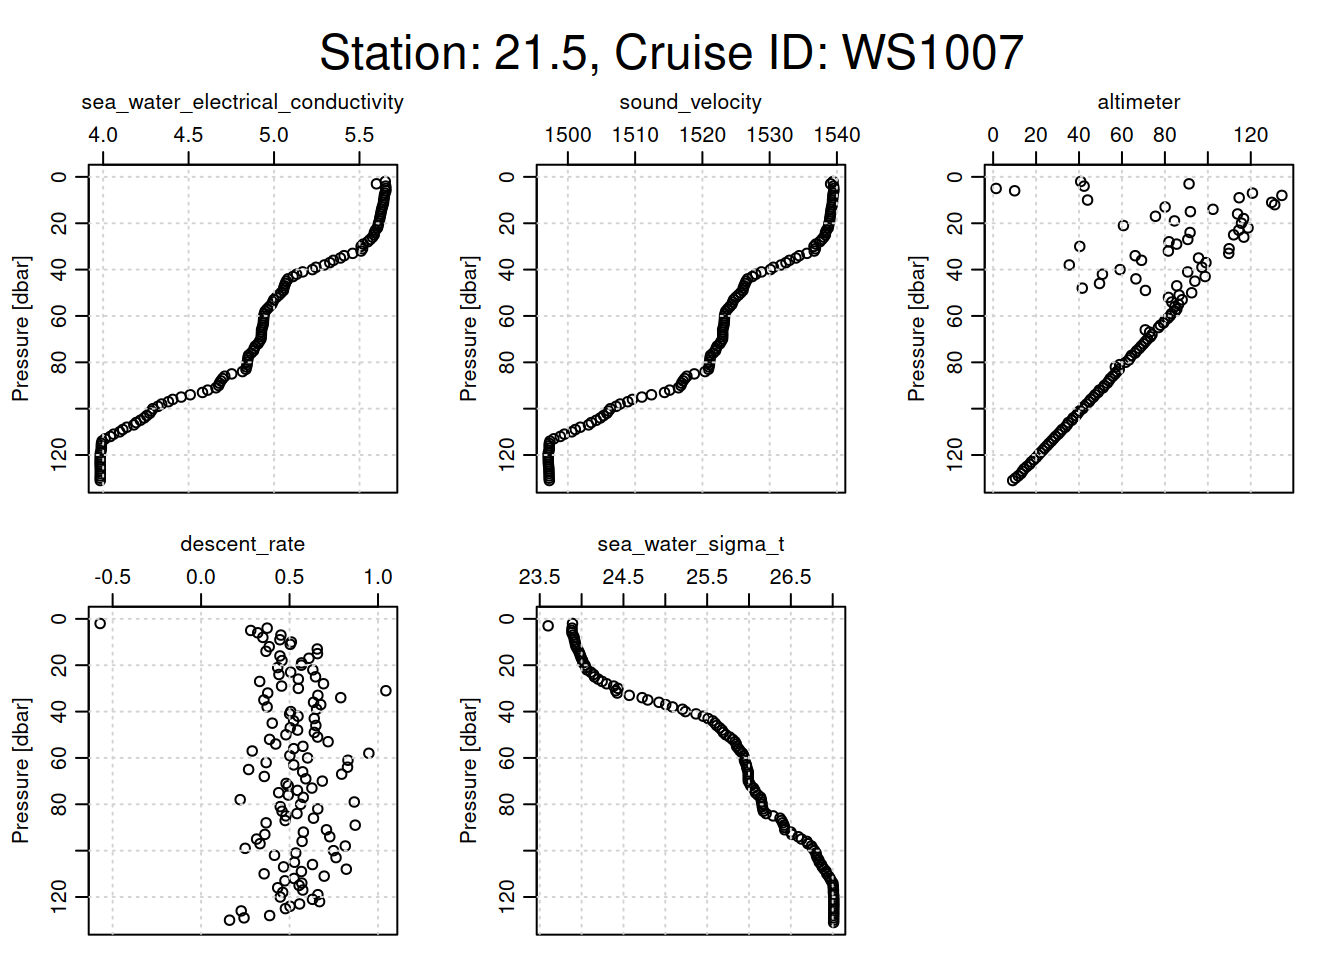 Station: 21.5, Cruise ID: WS1007
sea_water_electrical_conductivity
4.0 4.5 5.0 5.5
Pressure [dbar]
0 20 40 60 80 120
sound_velocity
1500 1510 1520 1530 1540
Pressure [dbar]
0 20 40 60 80 120
altimeter
0 20 40 60 80 120
Pressure [dbar]
0 20 40 60 80 120
descent_rate
-0.5 0.0 0.5 1.0
Pressure [dbar]
0 20 40 60 80 120
sea_water_sigma_t
23.5 24.5 25.5 26.5
Pressure [dbar]
0 20 40 60 80 120